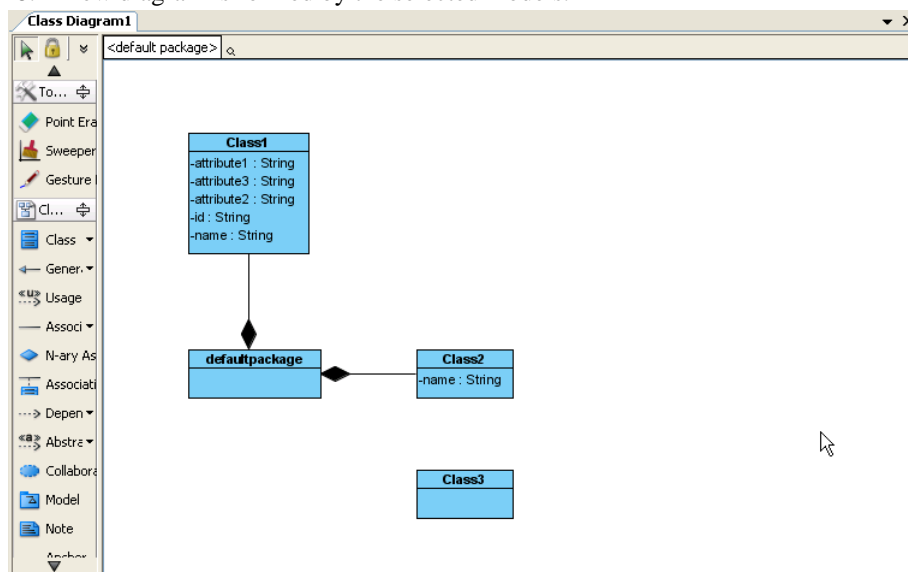 Class Diagram1
<default package>
To...
Point Era
Sweeper
Gesture
Cl...
Class
Gener.
Usage
Associ
N-ary As
Associati
Depen
Abstra
Collabora
Model
Note
Class1
-attribute1 : String
-attribute3 : String
-attribute2 : String
-id : String
-name : String
defaultpackage
Class2
-name : String
Class3